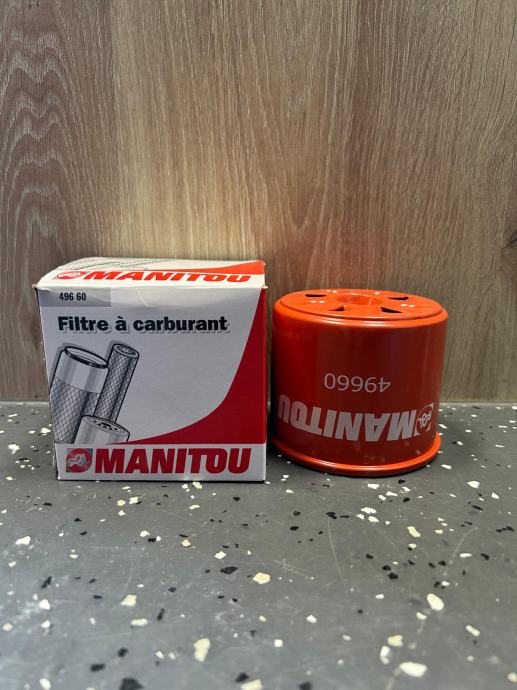 MANITOU
496 60
Filtre à carburant
MANITOU
49660
MANITOU